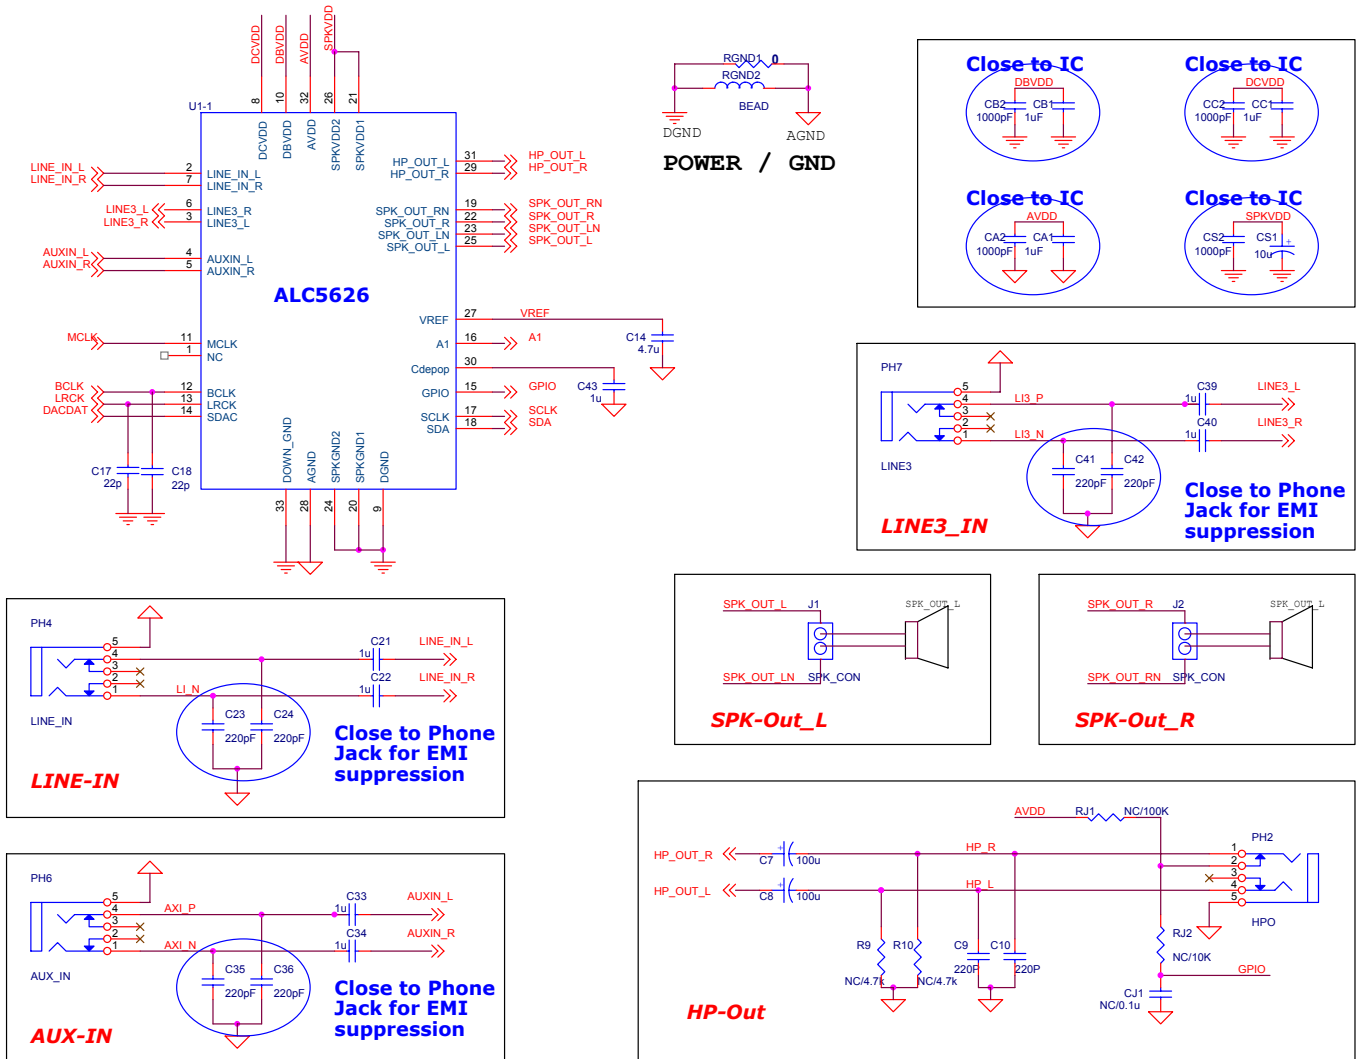 DCVDD
DBVDD
AVDD
SPKVDD
8
10
32
26
21
U1-1
DCVDD
DBVDD
AVDD
SPKVDD2
SPKVDD1
LINE_IN_L
LINE_IN_R
2
7
LINE_IN_L
LINE_IN_R
LINE3_L
LINE3_R
6
3
LINE3_R
LINE3_L
AUXIN_L
AUXIN_R
4
5
AUXIN_L
AUXIN_R
ALC5626
MCLK
11
1
MCLK
NC
BCLK
LRCK
DACDAT
12
13
14
BCLK
LRCK
SDAC
C17
22p
C18
22p
HP_OUT_L
HP_OUT_R
31
29
HP_OUT_L
HP_OUT_R
SPK_OUT_RN
SPK_OUT_R
SPK_OUT_LN
SPK_OUT_L
19
22
23
25
SPK_OUT_RN
SPK_OUT_R
SPK_OUT_LN
SPK_OUT_L
VREF
27
VREF
C14
4.7u
A1
16
A1
Cdepop
30
C43
1u
GPIO
15
GPIO
SCLK
SDA
17
18
SCLK
SDA
DOWN_GND
AGND
SPKGND2
SPKGND1
DGND
33
28
24
20
9
RGND1
0
RGND2
BEAD
DGND
AGND
POWER / GND
Close to IC
DBVDD
CB2
CB1
1000pF
1uF
Close to IC
DCVDD
CC2
CC1
1000pF
1uF
Close to IC
AVDD
CA2
CA1
1000pF
1uF
Close to IC
SPKVDD
CS2
CS1
1000pF
10u
+
PH7
5
4
3
2
1
LINE3
LI3_P
LI3_N
C39
1u
C40
1u
LINE3_L
LINE3_R
C41
220pF
C42
220pF
Close to Phone
Jack for EMI
suppression
LINE3_IN
PH4
5
4
3
2
1
LINE_IN
LI_N
C21
1u
C22
1u
LINE_IN_L
LINE_IN_R
C23
220pF
C24
220pF
Close to Phone
Jack for EMI
suppression
LINE-IN
SPK_OUT_L
J1
SPK_OUT_L
SPK_OUT_LN
SPK_CON
SPK-Out_L
SPK_OUT_R
J2
SPK_OUT_L
SPK_OUT_RN
SPK_CON
SPK-Out_R
PH6
5
4
3
2
1
AUX_IN
AXI_P
AXI_N
C33
1u
C34
1u
AUXIN_L
AUXIN_R
C35
220pF
C36
220pF
Close to Phone
Jack for EMI
suppression
AUX-IN
AVDD
RJ1
NC/100K
HP_OUT_R
+
C7
100u
HP_R
HP_OUT_L
+
C8
100u
HP_L
PH2
1
2
3
4
5
HPO
R9
R10
NC/4.7k
NC/4.7k
C9
C10
220P
220P
RJ2
NC/10K
GPIO
CJ1
NC/0.1u
HP-Out